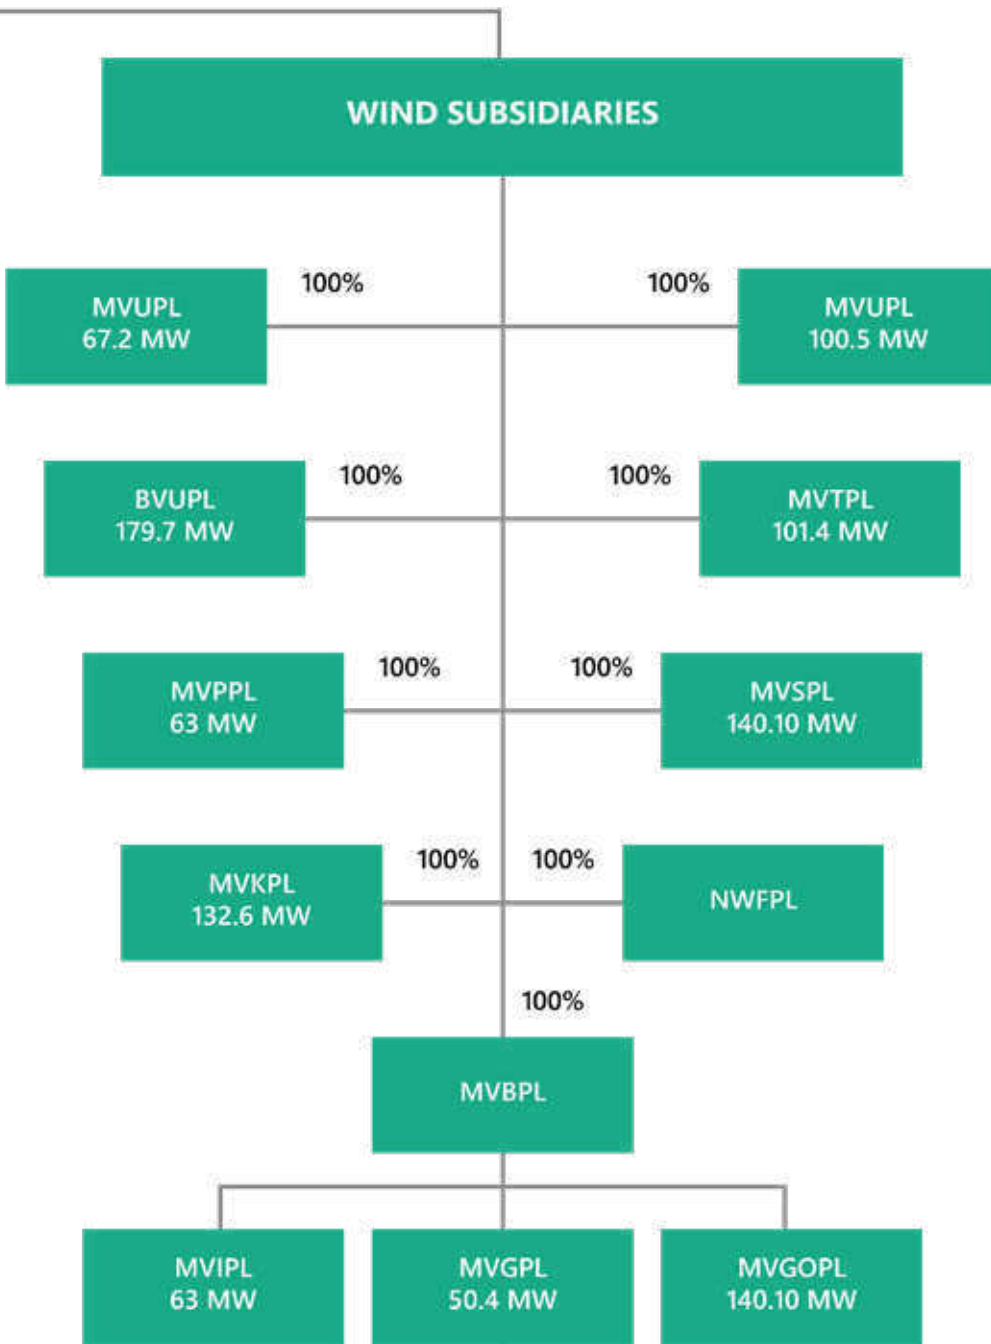 WIND SUBSIDIARIES
100%
100%
MVUPL
67.2 MW
MVUPL
100.5 MW
100%
100%
BVUPL
179.7 MW
MVTPL
101.4 MW
100%
100%
MVPPL
63 MW
MVSPL
140.10 MW
100%
100%
MVKPL
132.6 MW
NWFPL
100%
MVBPL
MVIPL
63 MW
MVGPL
50.4 MW
MVGOPL
140.10 MW